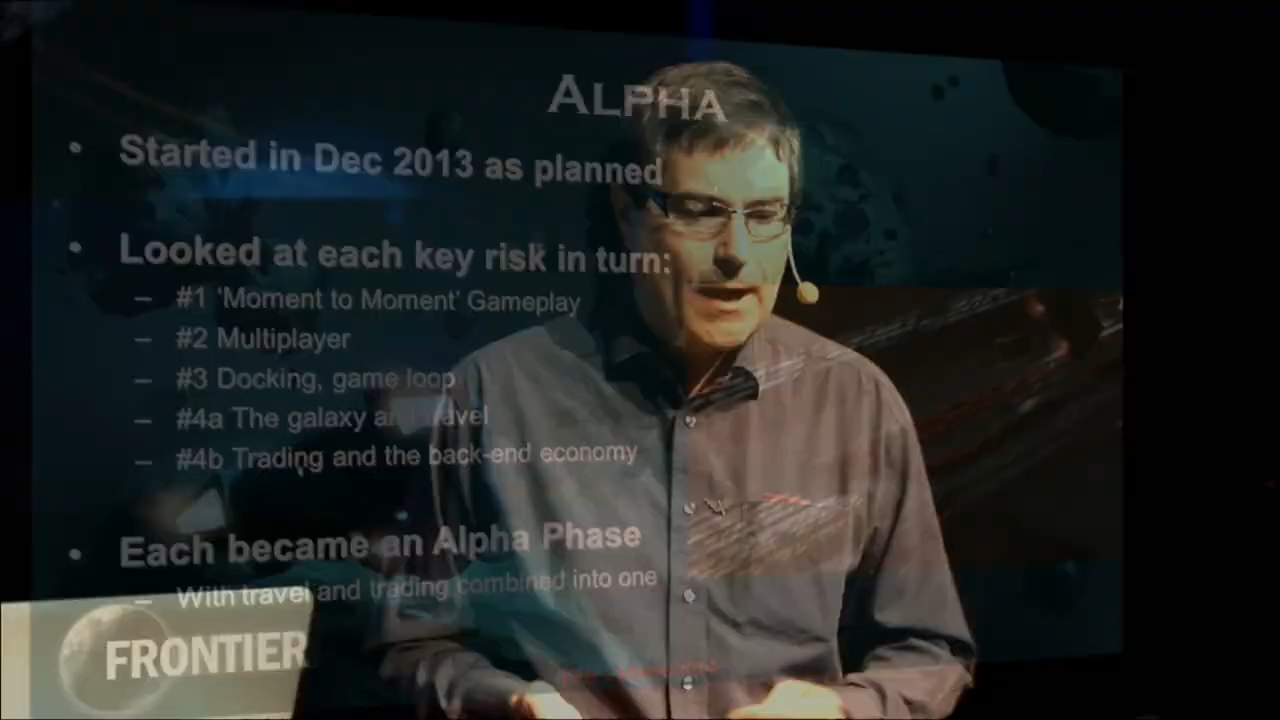 ALPHA
• Started in Dec 2013 as planned
• Looked at each key risk in turn:
– #1 'Moment to Moment' Gameplay
– #2 Multiplayer
– #3 Docking, game loop
– #4a The galaxy and travel
– #4b Trading and the back-end economy
• Each became an Alpha Phase
– With travel and trading combined into one
FRONTIER